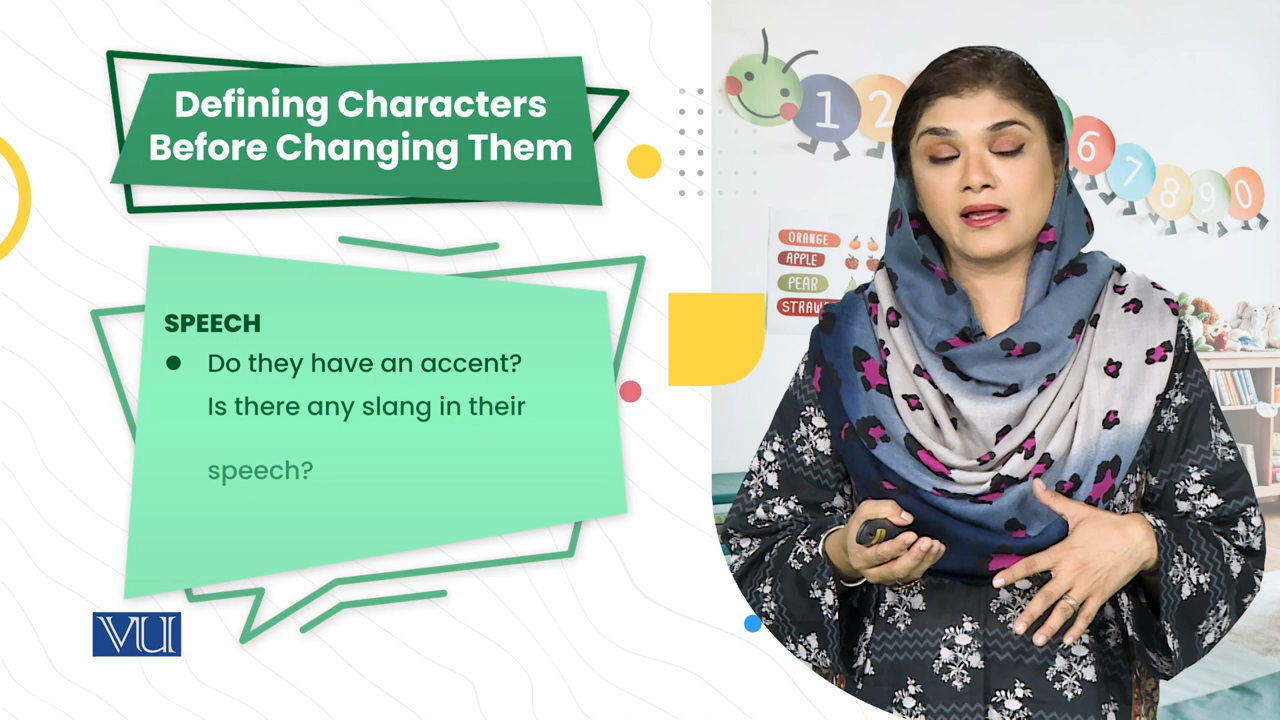 Defining Characters
Before Changing Them
SPEECH
● Do they have an accent?
Is there any slang in their
speech?
VU
1 2
6 7 8 9 0
ORANGE
APPLE
PEAR
STRAW